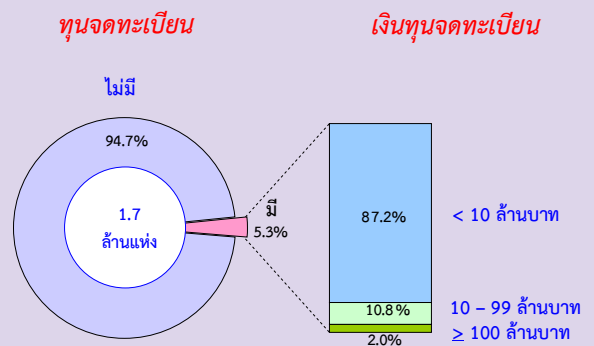 ทุนจดทะเบียน
เงินทุนจดทะเบียน
ไม่มี
94.7%
1.7
ล้านแห่ง
มี
5.3%
87.2%
< 10 ล้านบาท
10.8%
10 – 99 ล้านบาท
≥ 100 ล้านบาท
2.0%